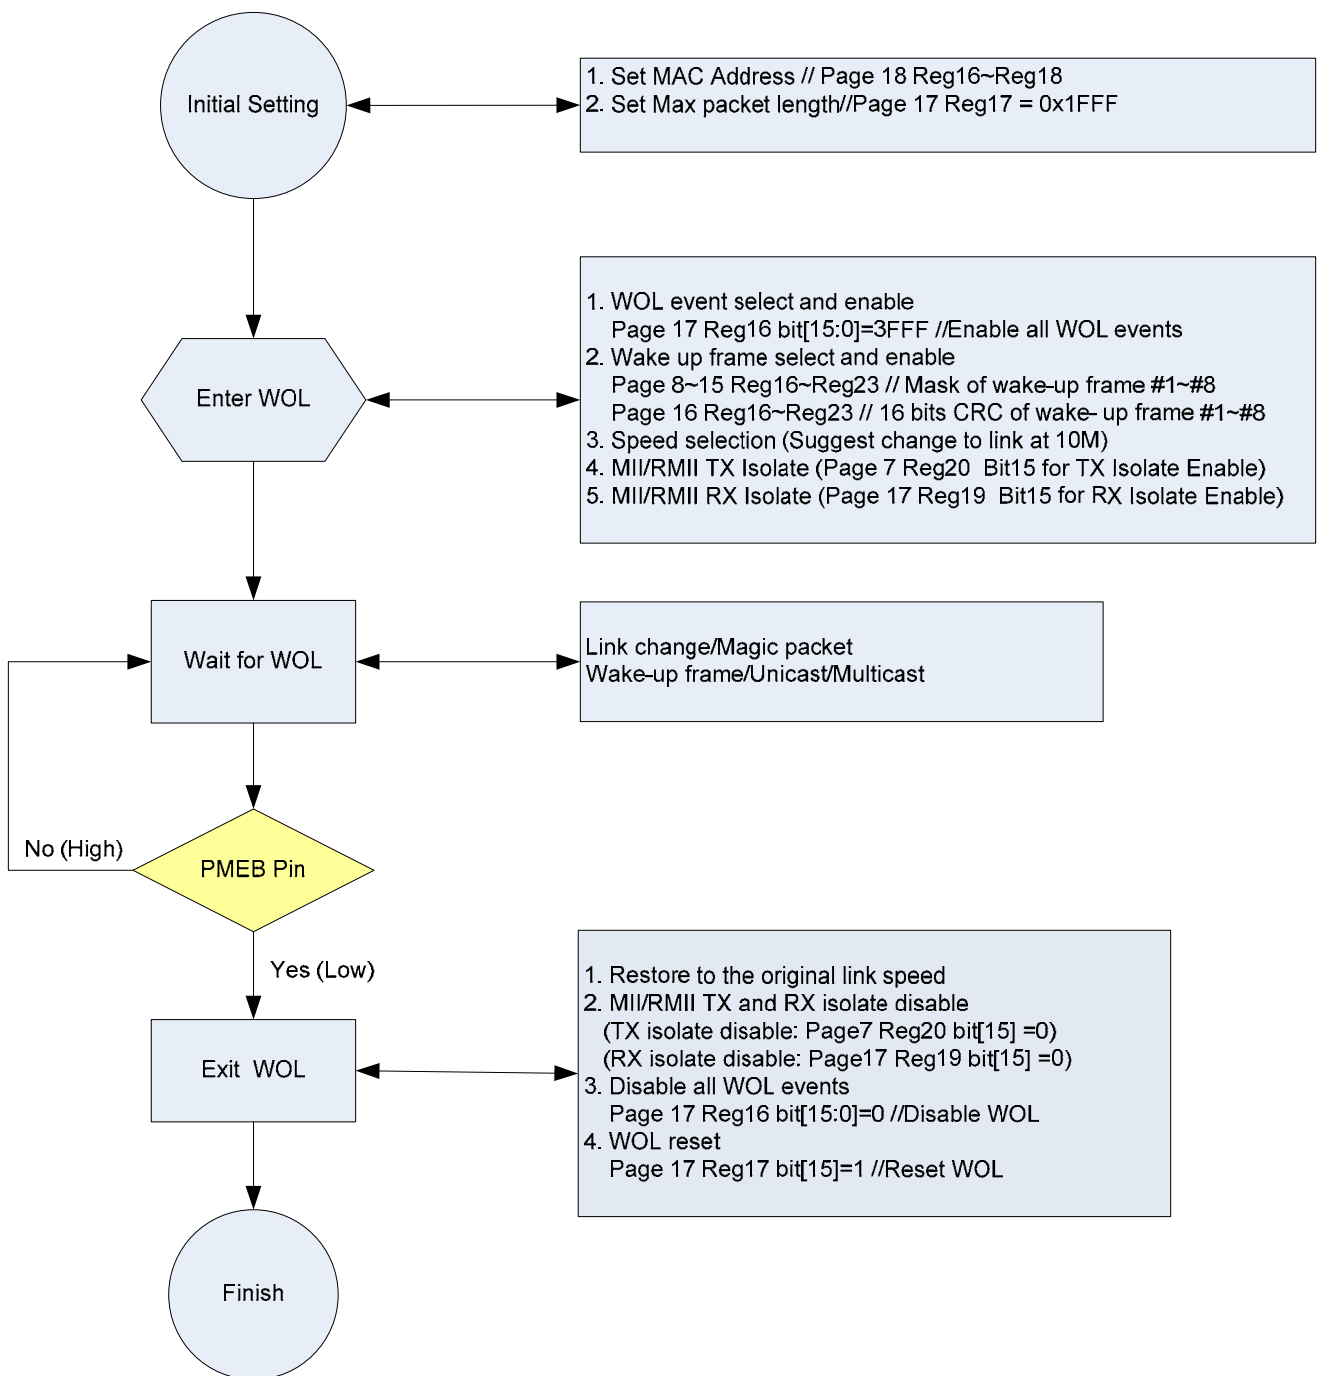 Initial Setting
1. Set MAC Address // Page 18 Reg16~Reg18
2. Set Max packet length//Page 17 Reg17 = 0x1FFF
Enter WOL
1. WOL event select and enable
Page 17 Reg16 bit[15:0]=3FFF //Enable all WOL events
2. Wake up frame select and enable
Page 8~15 Reg16~Reg23 // Mask of wake-up frame #1~#8
Page 16 Reg16~Reg23 // 16 bits CRC of wake- up frame #1~#8
3. Speed selection (Suggest change to link at 10M)
4. MII/RMII TX Isolate (Page 7 Reg20 Bit15 for TX Isolate Enable)
5. MII/RMII RX Isolate (Page 17 Reg19 Bit15 for RX Isolate Enable)
Wait for WOL
Link change/Magic packet
Wake-up frame/Unicast/Multicast
No (High)
PMEB Pin
Yes (Low)
Exit WOL
1. Restore to the original link speed
2. MII/RMII TX and RX isolate disable
(TX isolate disable: Page7 Reg20 bit[15] =0)
(RX isolate disable: Page17 Reg19 bit[15] =0)
3. Disable all WOL events
Page 17 Reg16 bit[15:0]=0 //Disable WOL
4. WOL reset
Page 17 Reg17 bit[15]=1 //Reset WOL
Finish